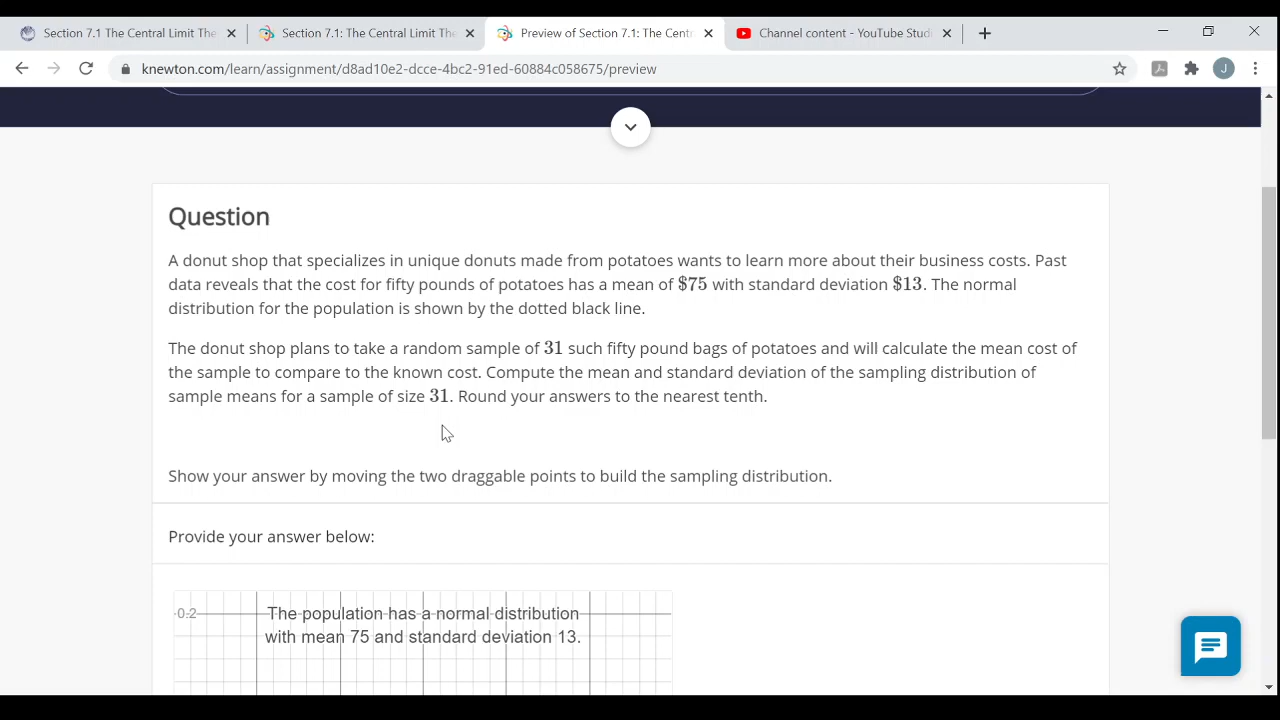 Section 7.1 The Central Limit The
Section 7.1: The Central Limit The
Preview of Section 7.1: The Centr
Channel content - YouTube Stud
knewton.com/learn/assignment/d8ad10e2-dcce-4bc2-91ed-60884c058675/preview
J
Question
A donut shop that specializes in unique donuts made from potatoes wants to learn more about their business costs. Past
data reveals that the cost for fifty pounds of potatoes has a mean of $75 with standard deviation $13. The normal
distribution for the population is shown by the dotted black line.
The donut shop plans to take a random sample of 31 such fifty pound bags of potatoes and will calculate the mean cost of
the sample to compare to the known cost. Compute the mean and standard deviation of the sampling distribution of
sample means for a sample of size 31. Round your answers to the nearest tenth.
Show your answer by moving the two draggable points to build the sampling distribution.
Provide your answer below:
0.2
The population has a normal distribution
with mean 75 and standard deviation 13.